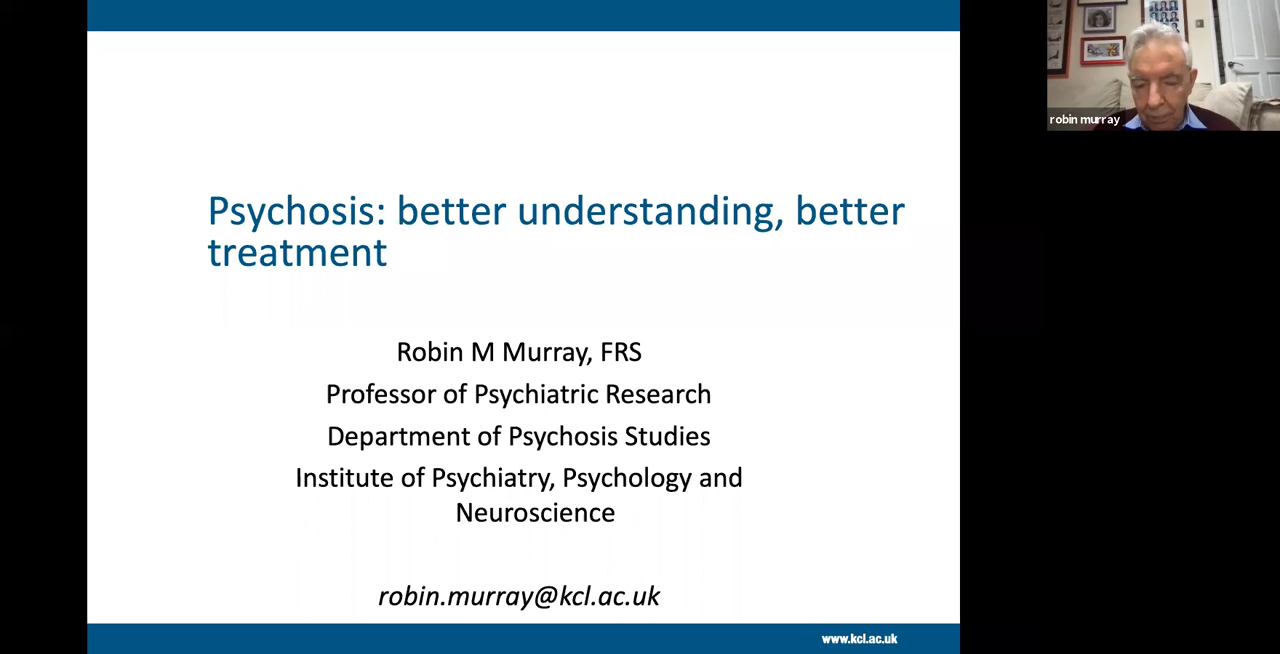 Psychosis: better understanding, better
treatment
Robin M Murray, FRS
Professor of Psychiatric Research
Department of Psychosis Studies
Institute of Psychiatry, Psychology and
Neuroscience
robin.murray@kcl.ac.uk
www.kcl.ac.uk
robin murray